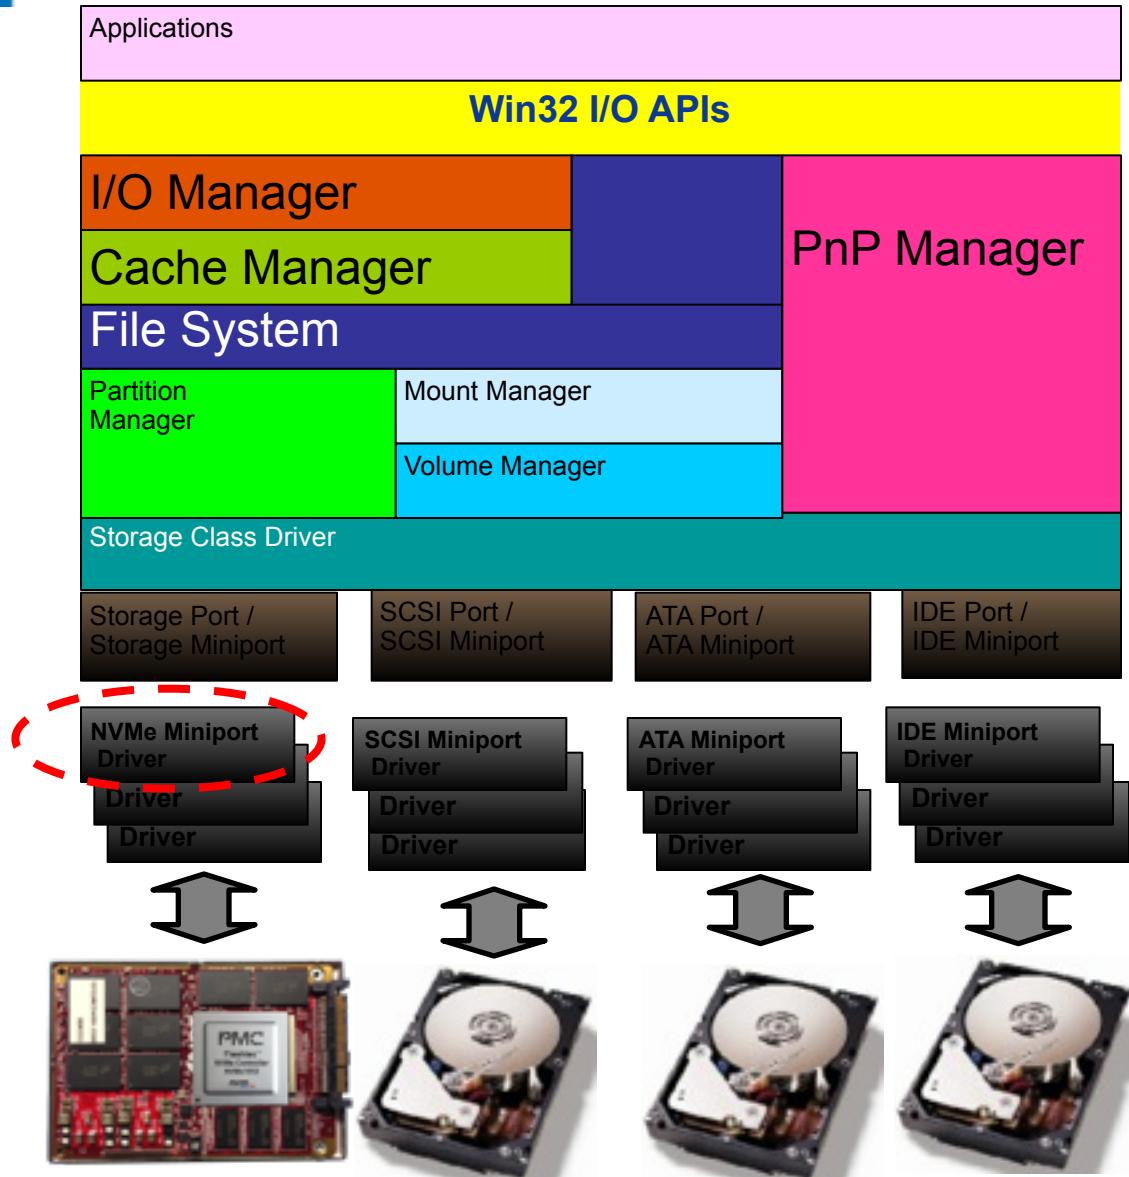 Applications
Win32 I/O APIs
I/O Manager
Cache Manager
PnP Manager
File System
Partition
Manager
Mount Manager
Volume Manager
Storage Class Driver
Storage Port /
Storage Miniport
SCSI Port /
SCSI Miniport
ATA Port /
ATA Miniport
IDE Port /
IDE Miniport
NVMe Miniport
Driver
Driver
Driver
SCSI Miniport
Driver
Driver
Driver
ATA Miniport
Driver
Driver
Driver
IDE Miniport
Driver
Driver
Driver
PMC